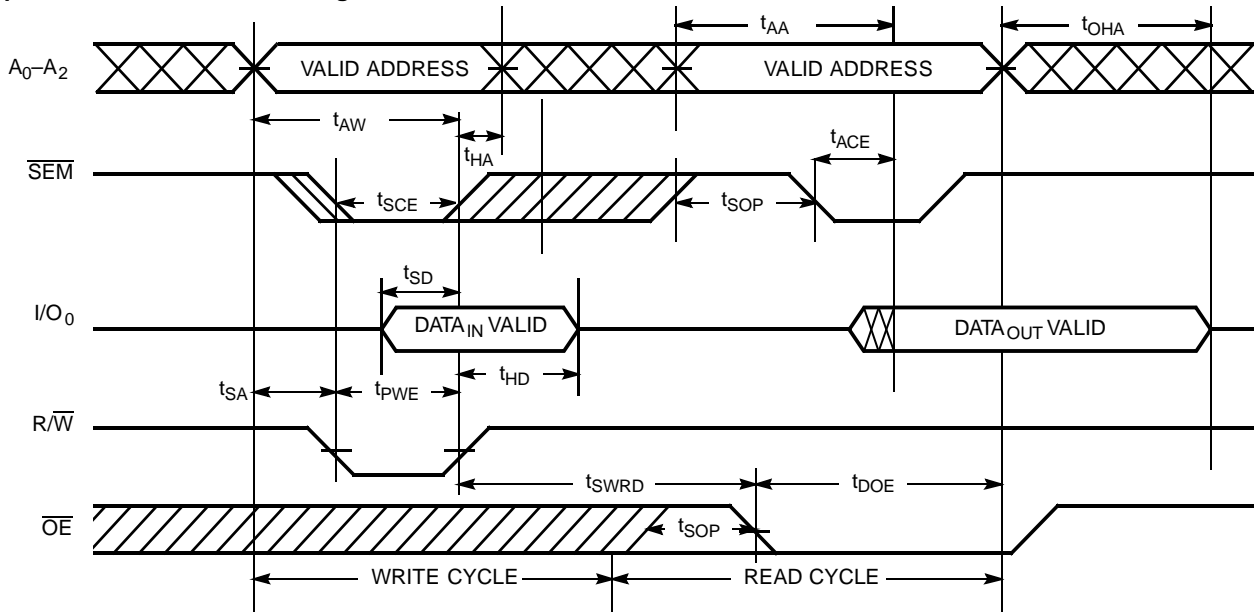 tAA
tOHA
A0–A2
VALID ADDRESS
VALID ADDRESS
tAW
tHA
tACE
SEM
tSCE
tSOP
tSD
I/O0
DATAIN VALID
DATAOUT VALID
tSA
tPWE
tHD
R/W
tSWRD
tDOE
OE
tSOP
WRITE CYCLE
READ CYCLE